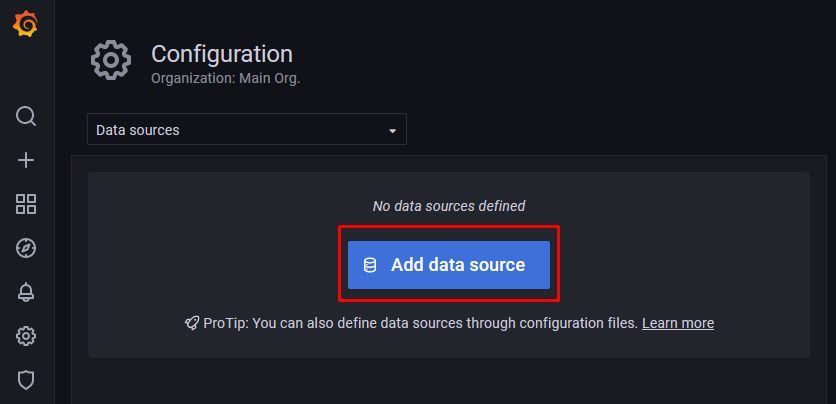 Configuration
Organization: Main Org.
Data sources
No data sources defined
Add data source
ProTip: You can also define data sources through configuration files. Learn more